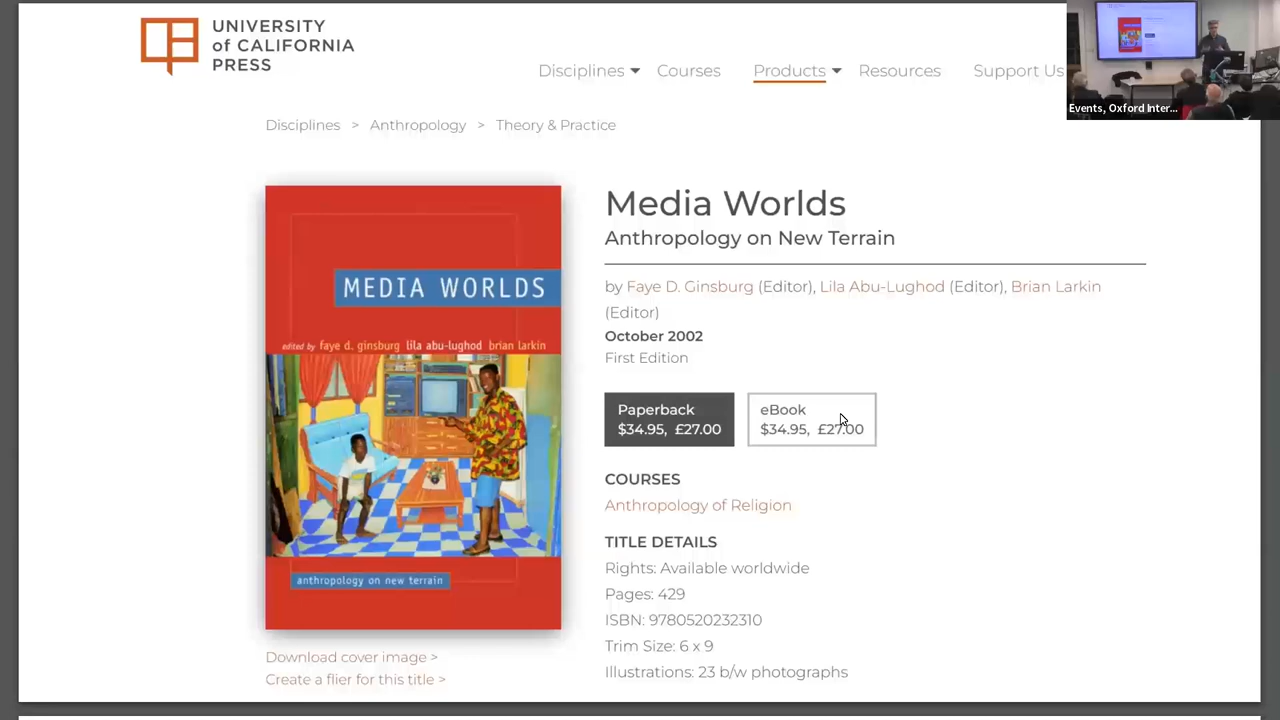 UNIVERSITY
of CALIFORNIA
PRESS
Disciplines Courses Products Resources Support Us
Events, Oxford Inter...
Disciplines > Anthropology > Theory & Practice
MEDIA WORLDS
edited by faye d. ginsburg lila abu-lughod brian larkin
anthropology on new terrain
Download cover image >
Create a flier for this title >
Media Worlds
Anthropology on New Terrain
by Faye D. Ginsburg (Editor), Lila Abu-Lughod (Editor), Brian Larkin
(Editor)
October 2002
First Edition
Paperback
$34.95, £27.00
eBook
$34.95, £27.00
COURSES
Anthropology of Religion
TITLE DETAILS
Rights: Available worldwide
Pages: 429
ISBN: 9780520232310
Trim Size: 6 x 9
Illustrations: 23 b/w photographs